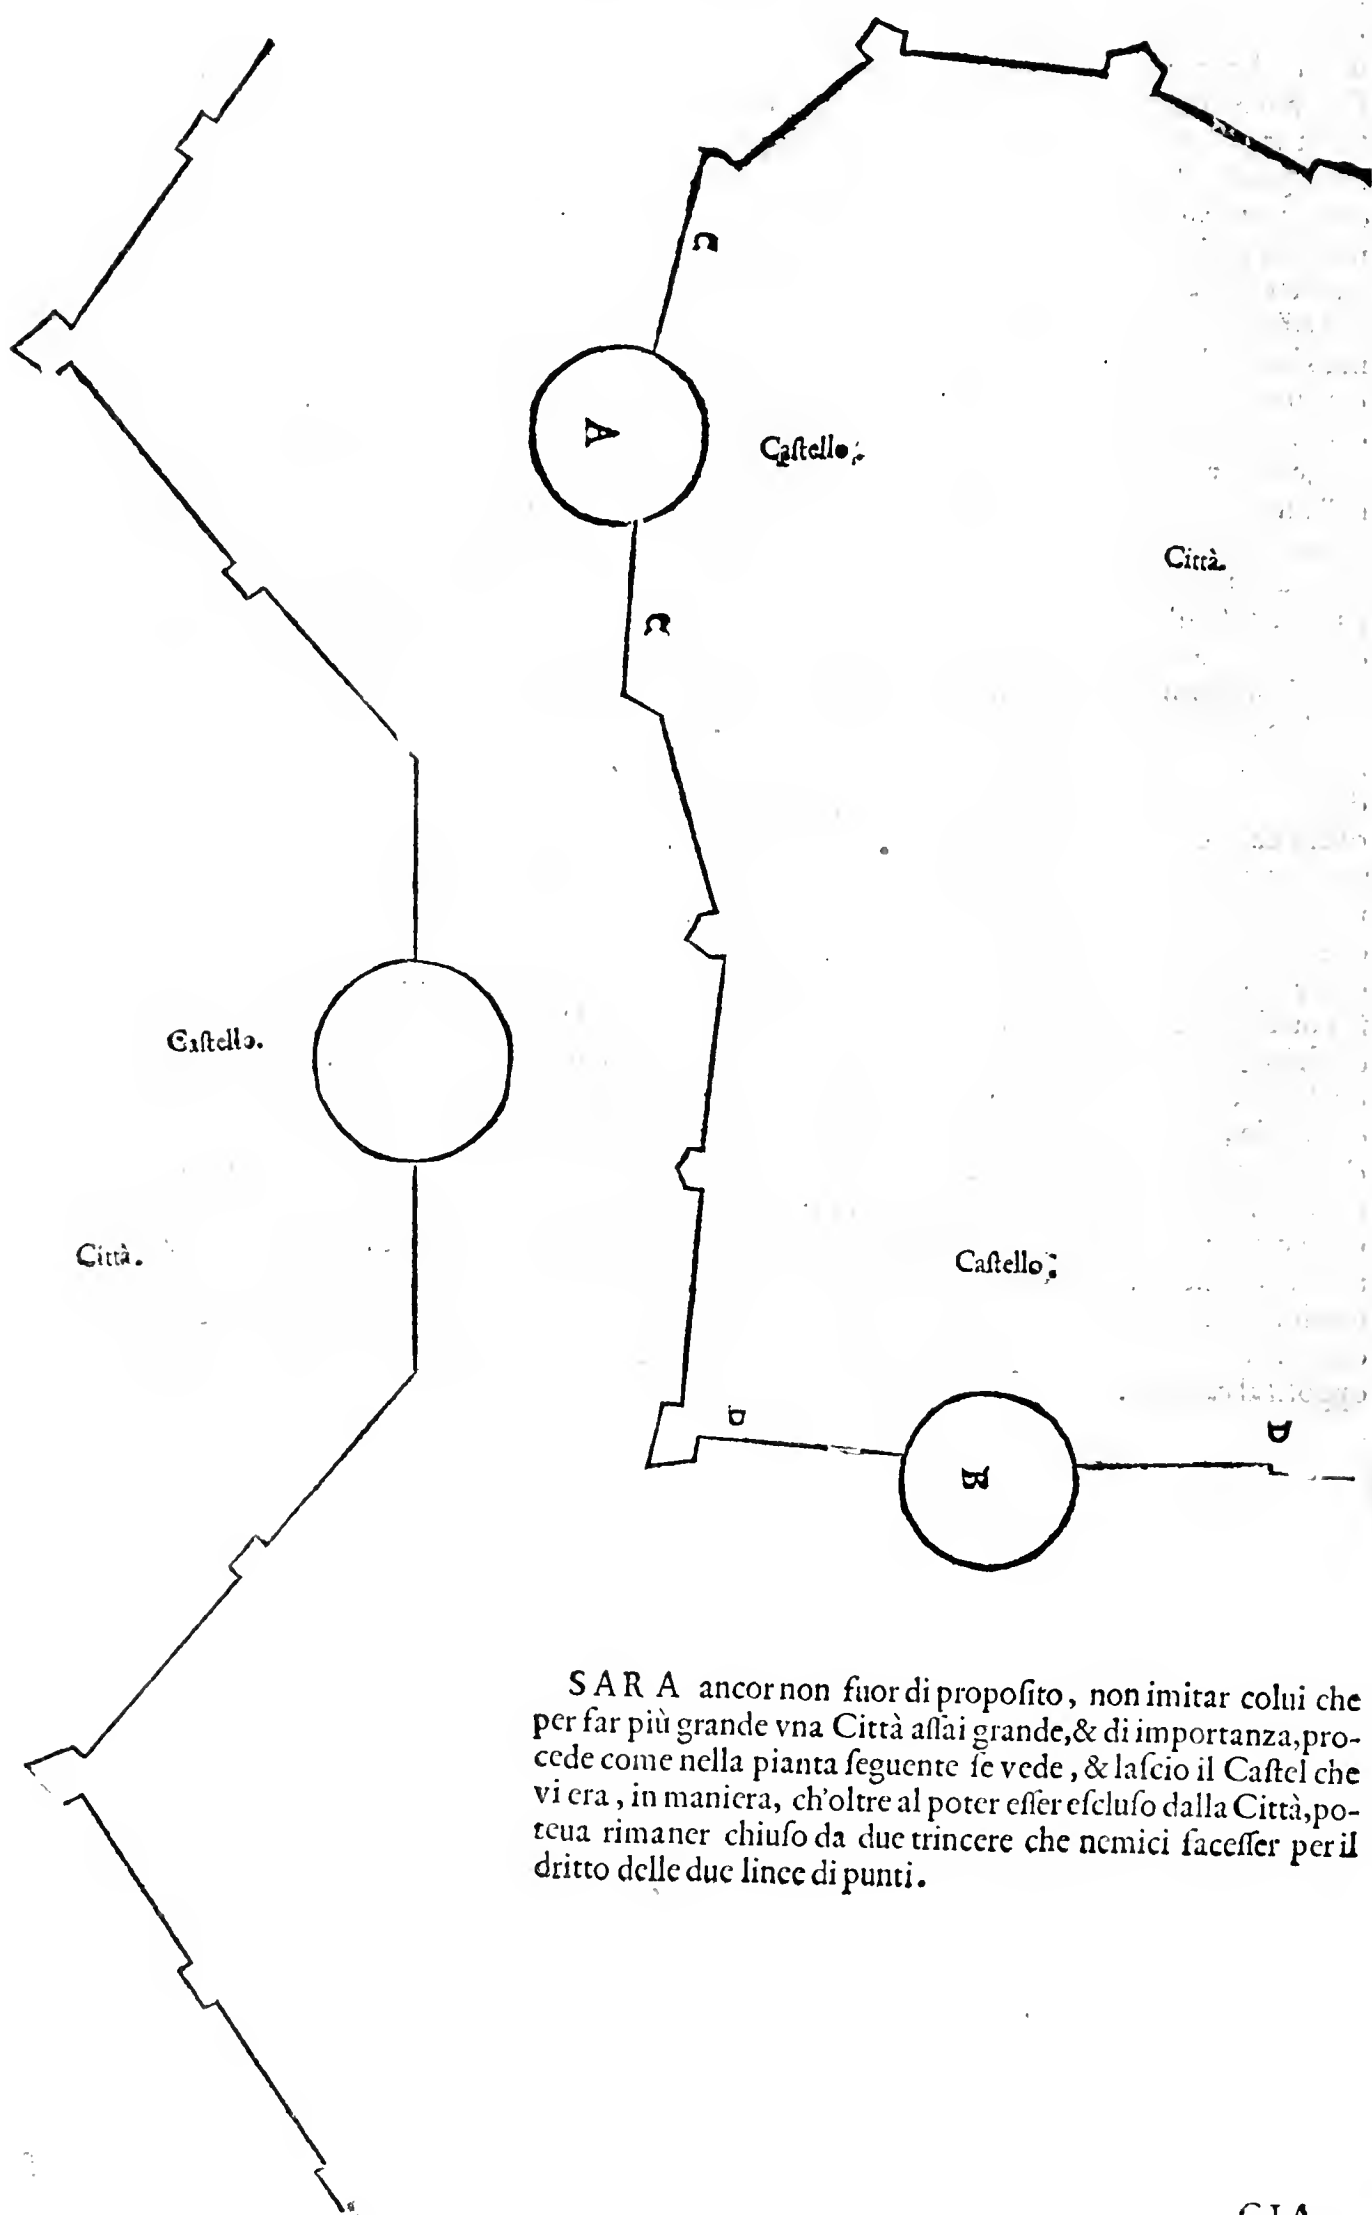 C
A
Caſtello.
Città.
C
Caſtello.
Città.
Caſtello.
D
D
B
SARA ancor non fuor di propoſito, non imitar colui che
per far più grande vna Città aſſai grande,& di importanza,pro-
cede come nella pianta ſeguente ſe vede, & laſcio il Caſtel che
vi era, in maniera, ch'oltre al poter eſſer eſcluſo dalla Città,po-
teua rimaner chiuſo da due trincere che nemici faceſſer per il
dritto delle due linee di punti.